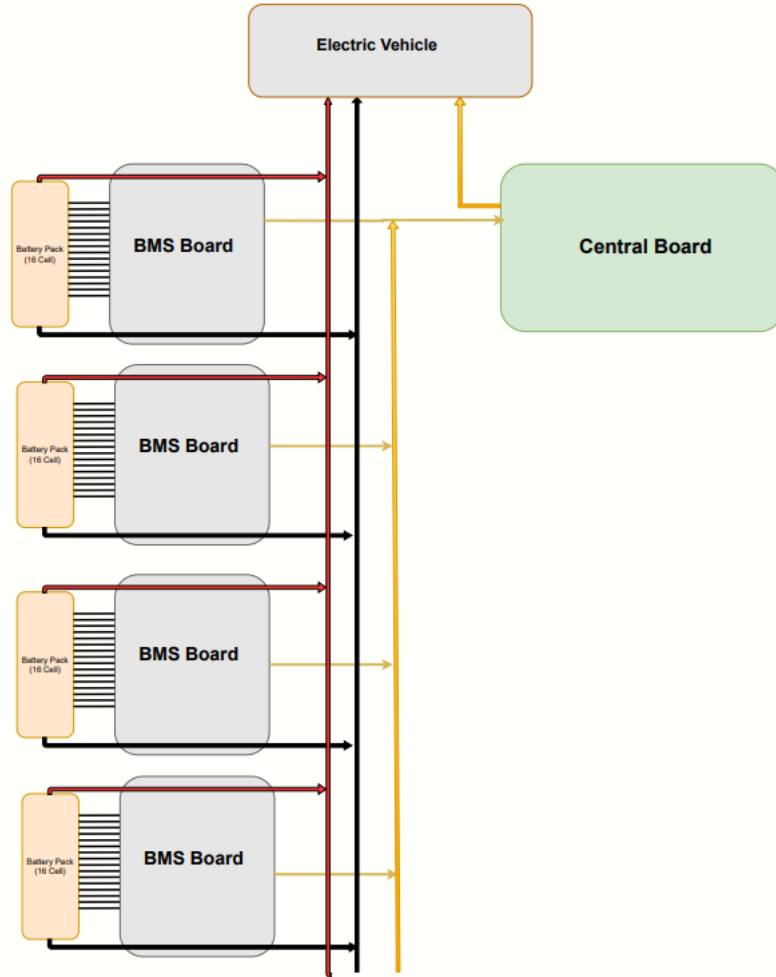 Electric Vehicle
Battery Pack
(16 Cell)
BMS Board
Central Board
Battery Pack
(16 Cell)
BMS Board
Battery Pack
(16 Cell)
BMS Board
Battery Pack
(16 Cell)
BMS Board